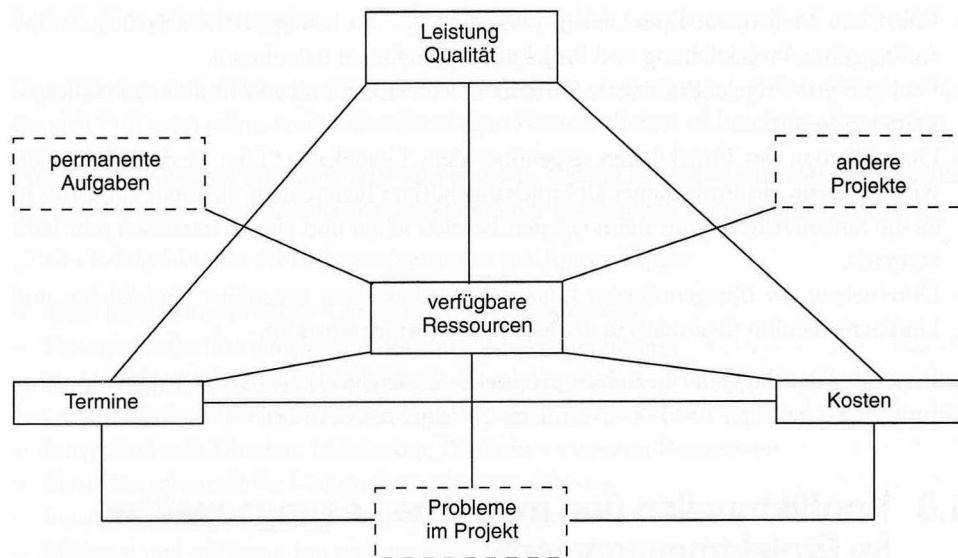 Leistung
Qualität
permanente
Aufgaben
andere
Projekte
verfügbare
Ressourcen
Termine
Kosten
Probleme
im Projekt